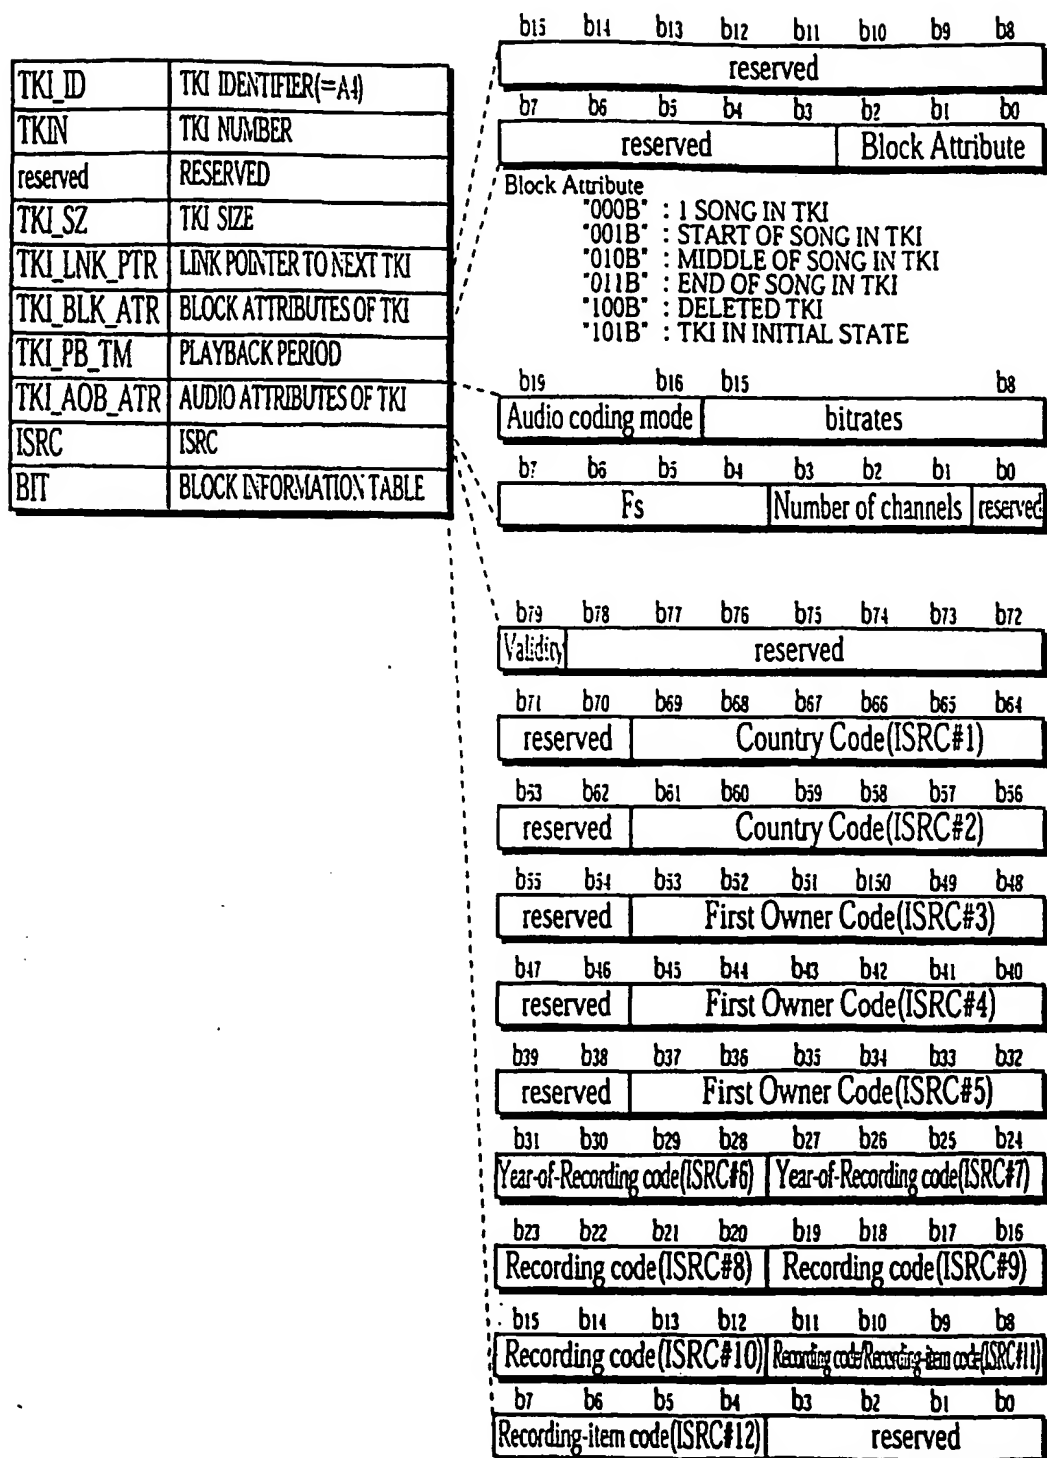 TKI_ID TKI IDENTIFIER(=A4)
TKIN TKI NUMBER
reserved RESERVED
TKI_SZ TKI SIZE
TKI_LNK_PTR LINK POINTER TO NEXT TKI
TKI_BLK_ATR BLOCK ATTRIBUTES OF TKI
TKI_PB_TM PLAYBACK PERIOD
TKI_AOB_ATR AUDIO ATTRIBUTES OF TKI
ISRC ISRC
BIT BLOCK INFORMATION TABLE
b15 b14 b13 b12 b11 b10 b9 b8
reserved
b7 b6 b5 b4 b3 b2 b1 b0
reserved Block Attribute
Block Attribute
"000B" : 1 SONG IN TKI
"001B" : START OF SONG IN TKI
"010B" : MIDDLE OF SONG IN TKI
"011B" : END OF SONG IN TKI
"100B" : DELETED TKI
"101B" : TKI IN INITIAL STATE
b19 b16 b15 b8
Audio coding mode bitrates
b7 b6 b5 b4 b3 b2 b1 b0
Fs Number of channels reserved
b79 b78 b77 b76 b75 b74 b73 b72
Validity reserved
b71 b70 b69 b68 b67 b66 b65 b64
reserved Country Code(ISRC#1)
b53 b62 b61 b60 b59 b58 b57 b56
reserved Country Code(ISRC#2)
b55 b54 b53 b52 b51 b150 b49 b48
reserved First Owner Code(ISRC#3)
b47 b46 b45 b44 b43 b42 b41 b40
reserved First Owner Code(ISRC#4)
b39 b38 b37 b36 b35 b34 b33 b32
reserved First Owner Code(ISRC#5)
b31 b30 b29 b28 b27 b26 b25 b24
Year-of-Recording code(ISRC#6) Year-of-Recording code(ISRC#7)
b23 b22 b21 b20 b19 b18 b17 b16
Recording code(ISRC#8) Recording code(ISRC#9)
b15 b14 b13 b12 b11 b10 b9 b8
Recording code(ISRC#10) Recording code/Recording-item code(ISRC#11)
b7 b6 b5 b4 b3 b2 b1 b0
Recording-item code(ISRC#12) reserved